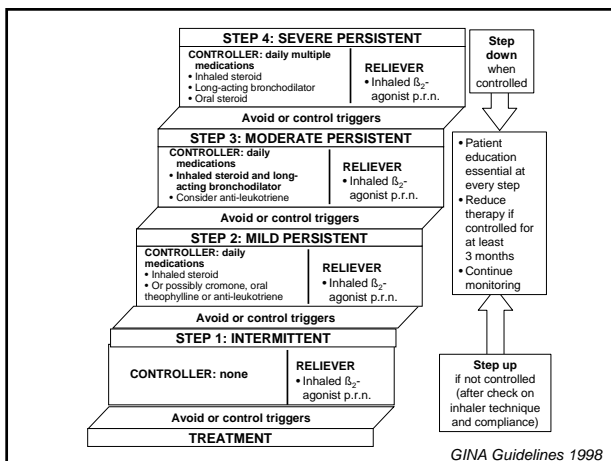 STEP 4: SEVERE PERSISTENT
CONTROLLER: daily multiple
medications
• Inhaled steroid
• Long-acting bronchodilator
• Oral steroid
RELIEVER
• Inhaled ß₂-
agonist p.r.n.
Avoid or control triggers
STEP 3: MODERATE PERSISTENT
CONTROLLER: daily
medications
• Inhaled steroid and long-
acting bronchodilator
• Consider anti-leukotriene
RELIEVER
• Inhaled ß₂-
agonist p.r.n.
Avoid or control triggers
STEP 2: MILD PERSISTENT
CONTROLLER: daily
medications
• Inhaled steroid
• Or possibly cromone, oral
theophylline or anti-leukotriene
RELIEVER
• Inhaled ß₂-
agonist p.r.n.
Avoid or control triggers
STEP 1: INTERMITTENT
CONTROLLER: none
RELIEVER
• Inhaled ß₂-
agonist p.r.n.
Avoid or control triggers
TREATMENT
Step
down
when
controlled
• Patient
education
essential at
every step
• Reduce
therapy if
controlled for
at least
3 months
• Continue
monitoring
Step up
if not controlled
(after check on
inhaler technique
and compliance)
GINA Guidelines 1998